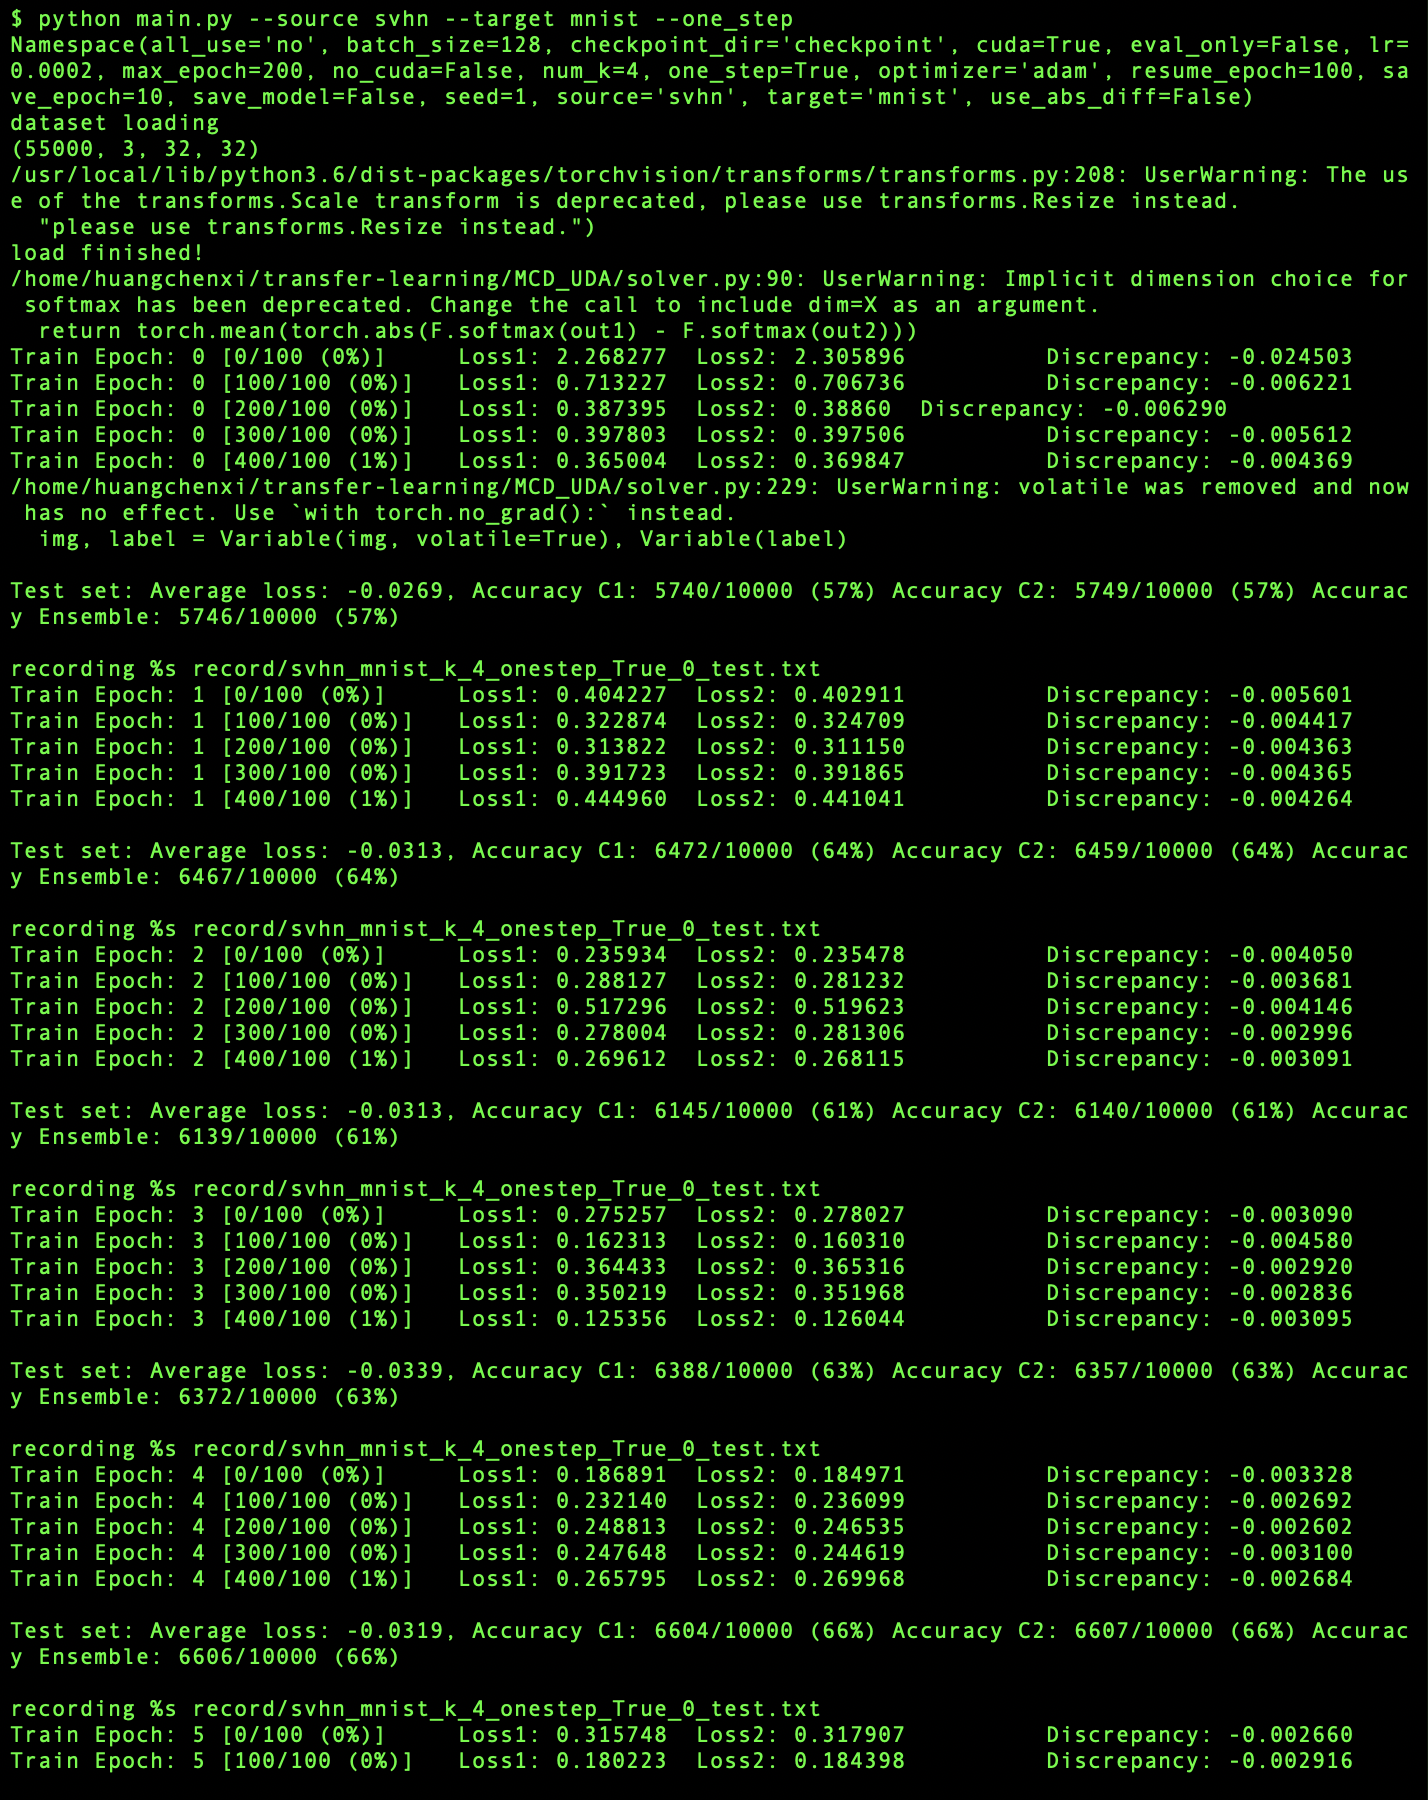 $ python main.py --source svhn --target mnist --one_step
Namespace(all_use='no', batch_size=128, checkpoint_dir='checkpoint', cuda=True, eval_only=False, lr=
0.0002, max_epoch=200, no_cuda=False, num_k=4, one_step=True, optimizer='adam', resume_epoch=100, sa
ve_epoch=10, save_model=False, seed=1, source='svhn', target='mnist', use_abs_diff=False)
dataset loading
(55000, 3, 32, 32)
/usr/local/lib/python3.6/dist-packages/torchvision/transforms/transforms.py:208: UserWarning: The us
e of the transforms.Scale transform is deprecated, please use transforms.Resize instead.
  "please use transforms.Resize instead.")
load finished!
/home/huangchenxi/transfer-learning/MCD_UDA/solver.py:90: UserWarning: Implicit dimension choice for
 softmax has been deprecated. Change the call to include dim=X as an argument.
  return torch.mean(torch.abs(F.softmax(out1) - F.softmax(out2)))
Train Epoch: 0 [0/100 (0%)]	Loss1: 2.268277	Loss2: 2.305896	Discrepancy: -0.024503
Train Epoch: 0 [100/100 (0%)]	Loss1: 0.713227	Loss2: 0.706736	Discrepancy: -0.006221
Train Epoch: 0 [200/100 (0%)]	Loss1: 0.387395	Loss2: 0.38860	Discrepancy: -0.006290
Train Epoch: 0 [300/100 (0%)]	Loss1: 0.397803	Loss2: 0.397506	Discrepancy: -0.005612
Train Epoch: 0 [400/100 (1%)]	Loss1: 0.365004	Loss2: 0.369847	Discrepancy: -0.004369
/home/huangchenxi/transfer-learning/MCD_UDA/solver.py:229: UserWarning: volatile was removed and now
 has no effect. Use `with torch.no_grad():` instead.
  img, label = Variable(img, volatile=True), Variable(label)
Test set: Average loss: -0.0269, Accuracy C1: 5740/10000 (57%) Accuracy C2: 5749/10000 (57%) Accurac
y Ensemble: 5746/10000 (57%)
recording %s record/svhn_mnist_k_4_onestep_True_0_test.txt
Train Epoch: 1 [0/100 (0%)]	Loss1: 0.404227	Loss2: 0.402911	Discrepancy: -0.005601
Train Epoch: 1 [100/100 (0%)]	Loss1: 0.322874	Loss2: 0.324709	Discrepancy: -0.004417
Train Epoch: 1 [200/100 (0%)]	Loss1: 0.313822	Loss2: 0.311150	Discrepancy: -0.004363
Train Epoch: 1 [300/100 (0%)]	Loss1: 0.391723	Loss2: 0.391865	Discrepancy: -0.004365
Train Epoch: 1 [400/100 (1%)]	Loss1: 0.444960	Loss2: 0.441041	Discrepancy: -0.004264
Test set: Average loss: -0.0313, Accuracy C1: 6472/10000 (64%) Accuracy C2: 6459/10000 (64%) Accurac
y Ensemble: 6467/10000 (64%)
recording %s record/svhn_mnist_k_4_onestep_True_0_test.txt
Train Epoch: 2 [0/100 (0%)]	Loss1: 0.235934	Loss2: 0.235478	Discrepancy: -0.004050
Train Epoch: 2 [100/100 (0%)]	Loss1: 0.288127	Loss2: 0.281232	Discrepancy: -0.003681
Train Epoch: 2 [200/100 (0%)]	Loss1: 0.517296	Loss2: 0.519623	Discrepancy: -0.004146
Train Epoch: 2 [300/100 (0%)]	Loss1: 0.278004	Loss2: 0.281306	Discrepancy: -0.002996
Train Epoch: 2 [400/100 (1%)]	Loss1: 0.269612	Loss2: 0.268115	Discrepancy: -0.003091
Test set: Average loss: -0.0313, Accuracy C1: 6145/10000 (61%) Accuracy C2: 6140/10000 (61%) Accurac
y Ensemble: 6139/10000 (61%)
recording %s record/svhn_mnist_k_4_onestep_True_0_test.txt
Train Epoch: 3 [0/100 (0%)]	Loss1: 0.275257	Loss2: 0.278027	Discrepancy: -0.003090
Train Epoch: 3 [100/100 (0%)]	Loss1: 0.162313	Loss2: 0.160310	Discrepancy: -0.004580
Train Epoch: 3 [200/100 (0%)]	Loss1: 0.364433	Loss2: 0.365316	Discrepancy: -0.002920
Train Epoch: 3 [300/100 (0%)]	Loss1: 0.350219	Loss2: 0.351968	Discrepancy: -0.002836
Train Epoch: 3 [400/100 (1%)]	Loss1: 0.125356	Loss2: 0.126044	Discrepancy: -0.003095
Test set: Average loss: -0.0339, Accuracy C1: 6388/10000 (63%) Accuracy C2: 6357/10000 (63%) Accurac
y Ensemble: 6372/10000 (63%)
recording %s record/svhn_mnist_k_4_onestep_True_0_test.txt
Train Epoch: 4 [0/100 (0%)]	Loss1: 0.186891	Loss2: 0.184971	Discrepancy: -0.003328
Train Epoch: 4 [100/100 (0%)]	Loss1: 0.232140	Loss2: 0.236099	Discrepancy: -0.002692
Train Epoch: 4 [200/100 (0%)]	Loss1: 0.248813	Loss2: 0.246535	Discrepancy: -0.002602
Train Epoch: 4 [300/100 (0%)]	Loss1: 0.247648	Loss2: 0.244619	Discrepancy: -0.003100
Train Epoch: 4 [400/100 (1%)]	Loss1: 0.265795	Loss2: 0.269968	Discrepancy: -0.002684
Test set: Average loss: -0.0319, Accuracy C1: 6604/10000 (66%) Accuracy C2: 6607/10000 (66%) Accurac
y Ensemble: 6606/10000 (66%)
recording %s record/svhn_mnist_k_4_onestep_True_0_test.txt
Train Epoch: 5 [0/100 (0%)]	Loss1: 0.315748	Loss2: 0.317907	Discrepancy: -0.002660
Train Epoch: 5 [100/100 (0%)]	Loss1: 0.180223	Loss2: 0.184398	Discrepancy: -0.002916